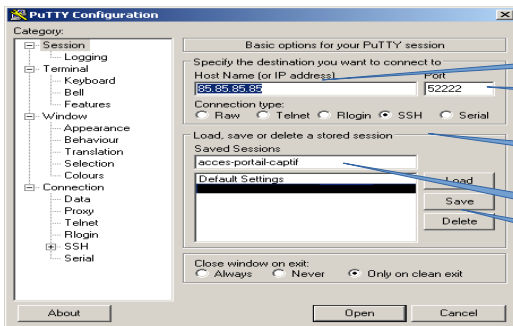 PuTTY Configuration
Category:
Session
Logging
Terminal
Keyboard
Bell
Features
Window
Appearance
Behaviour
Translation
Selection
Colours
Connection
Data
Proxy
Telnet
Rlogin
SSH
Serial
Basic options for your PuTTY session
Specify the destination you want to connect to
Host Name (or IP address) Port
85.85.85.85 52222
Connection type:
Raw Telnet Rlogin SSH Serial
Load, save or delete a stored session
Saved Sessions
acces-portail-captif
Default Settings
Load
Save
Delete
Close window on exit:
Always Never Only on clean exit
About Open Cancel